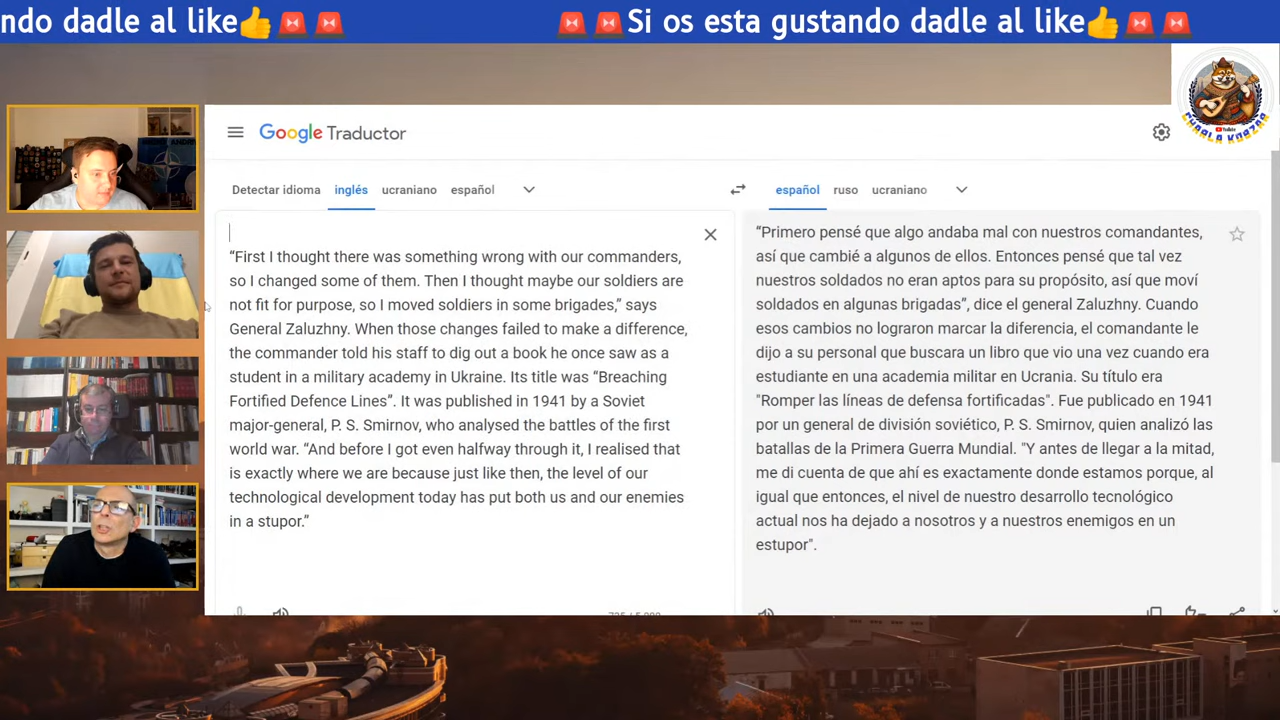 ndo dadle al like👍🚨🚨
🚨🚨Si os esta gustando dadle al like👍🚨🚨
CHARLA KOBZAR
YouTube
Google Traductor
Detectar idioma inglés ucraniano español
español ruso ucraniano
“First I thought there was something wrong with our commanders,
so I changed some of them. Then I thought maybe our soldiers are
not fit for purpose, so I moved soldiers in some brigades,” says
General Zaluzhny. When those changes failed to make a difference,
the commander told his staff to dig out a book he once saw as a
student in a military academy in Ukraine. Its title was “Breaching
Fortified Defence Lines”. It was published in 1941 by a Soviet
major-general, P. S. Smirnov, who analysed the battles of the first
world war. “And before I got even halfway through it, I realised that
is exactly where we are because just like then, the level of our
technological development today has put both us and our enemies
in a stupor.”
“Primero pensé que algo andaba mal con nuestros comandantes,
así que cambié a algunos de ellos. Entonces pensé que tal vez
nuestros soldados no eran aptos para su propósito, así que moví
soldados en algunas brigadas”, dice el general Zaluzhny. Cuando
esos cambios no lograron marcar la diferencia, el comandante le
dijo a su personal que buscara un libro que vio una vez cuando era
estudiante en una academia militar en Ucrania. Su título era
"Romper las líneas de defensa fortificadas". Fue publicado en 1941
por un general de división soviético, P. S. Smirnov, quien analizó las
batallas de la Primera Guerra Mundial. "Y antes de llegar a la mitad,
me di cuenta de que ahí es exactamente donde estamos porque, al
igual que entonces, el nivel de nuestro desarrollo tecnológico
actual nos ha dejado a nosotros y a nuestros enemigos en un
estupor".